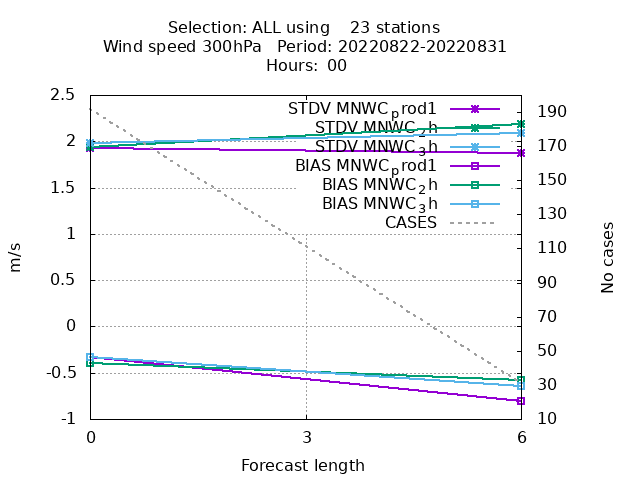 Selection: ALL using    23 stations
Wind speed 300hPa   Period: 20220822-20220831
Hours: 00
STDV MNWC_prod1
STDV MNWC_2h
STDV MNWC_3h
BIAS MNWC_prod1
BIAS MNWC_2h
BIAS MNWC_3h
CASES
2.5
2
1.5
1
0.5
0
-0.5
-1
190
170
150
130
110
90
70
50
30
10
m/s
No cases
0 3 6
Forecast length